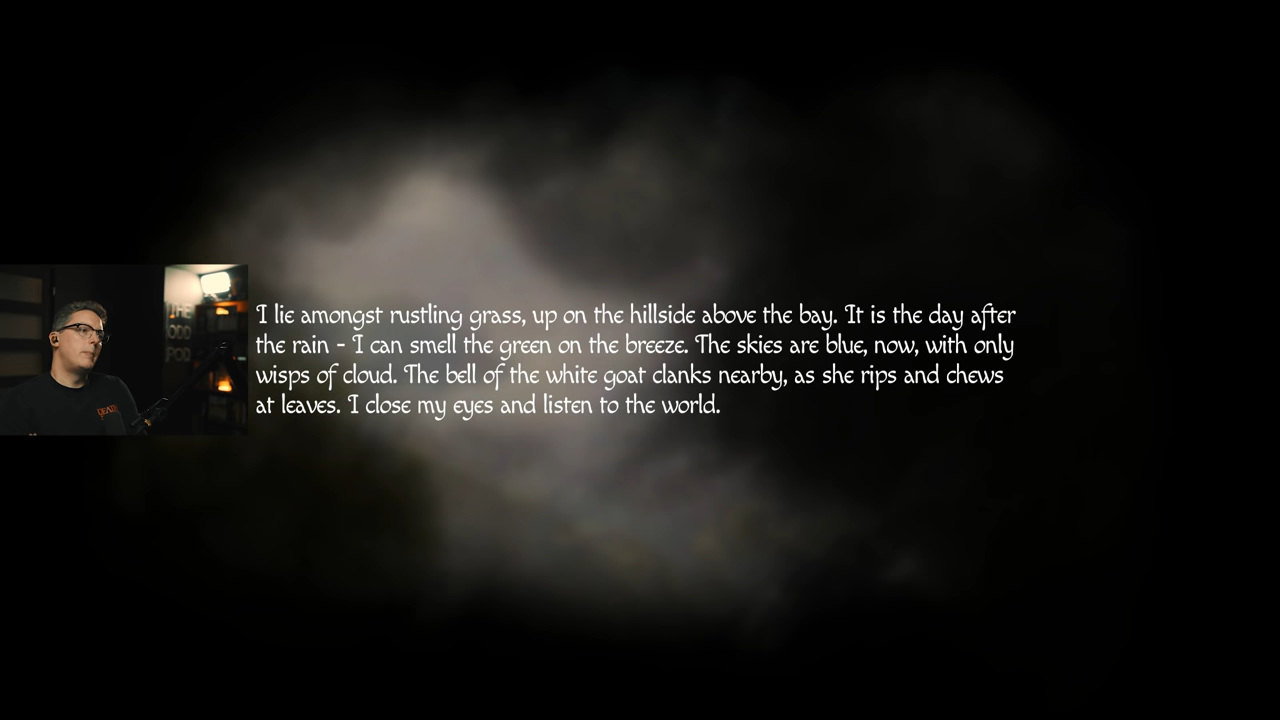 I lie amongst rustling grass, up on the hillside above the bay. It is the day after
the rain - I can smell the green on the breeze. The skies are blue, now, with only
wisps of cloud. The bell of the white goat clanks nearby, as she rips and chews
at leaves. I close my eyes and listen to the world.
THE
ODD
POD